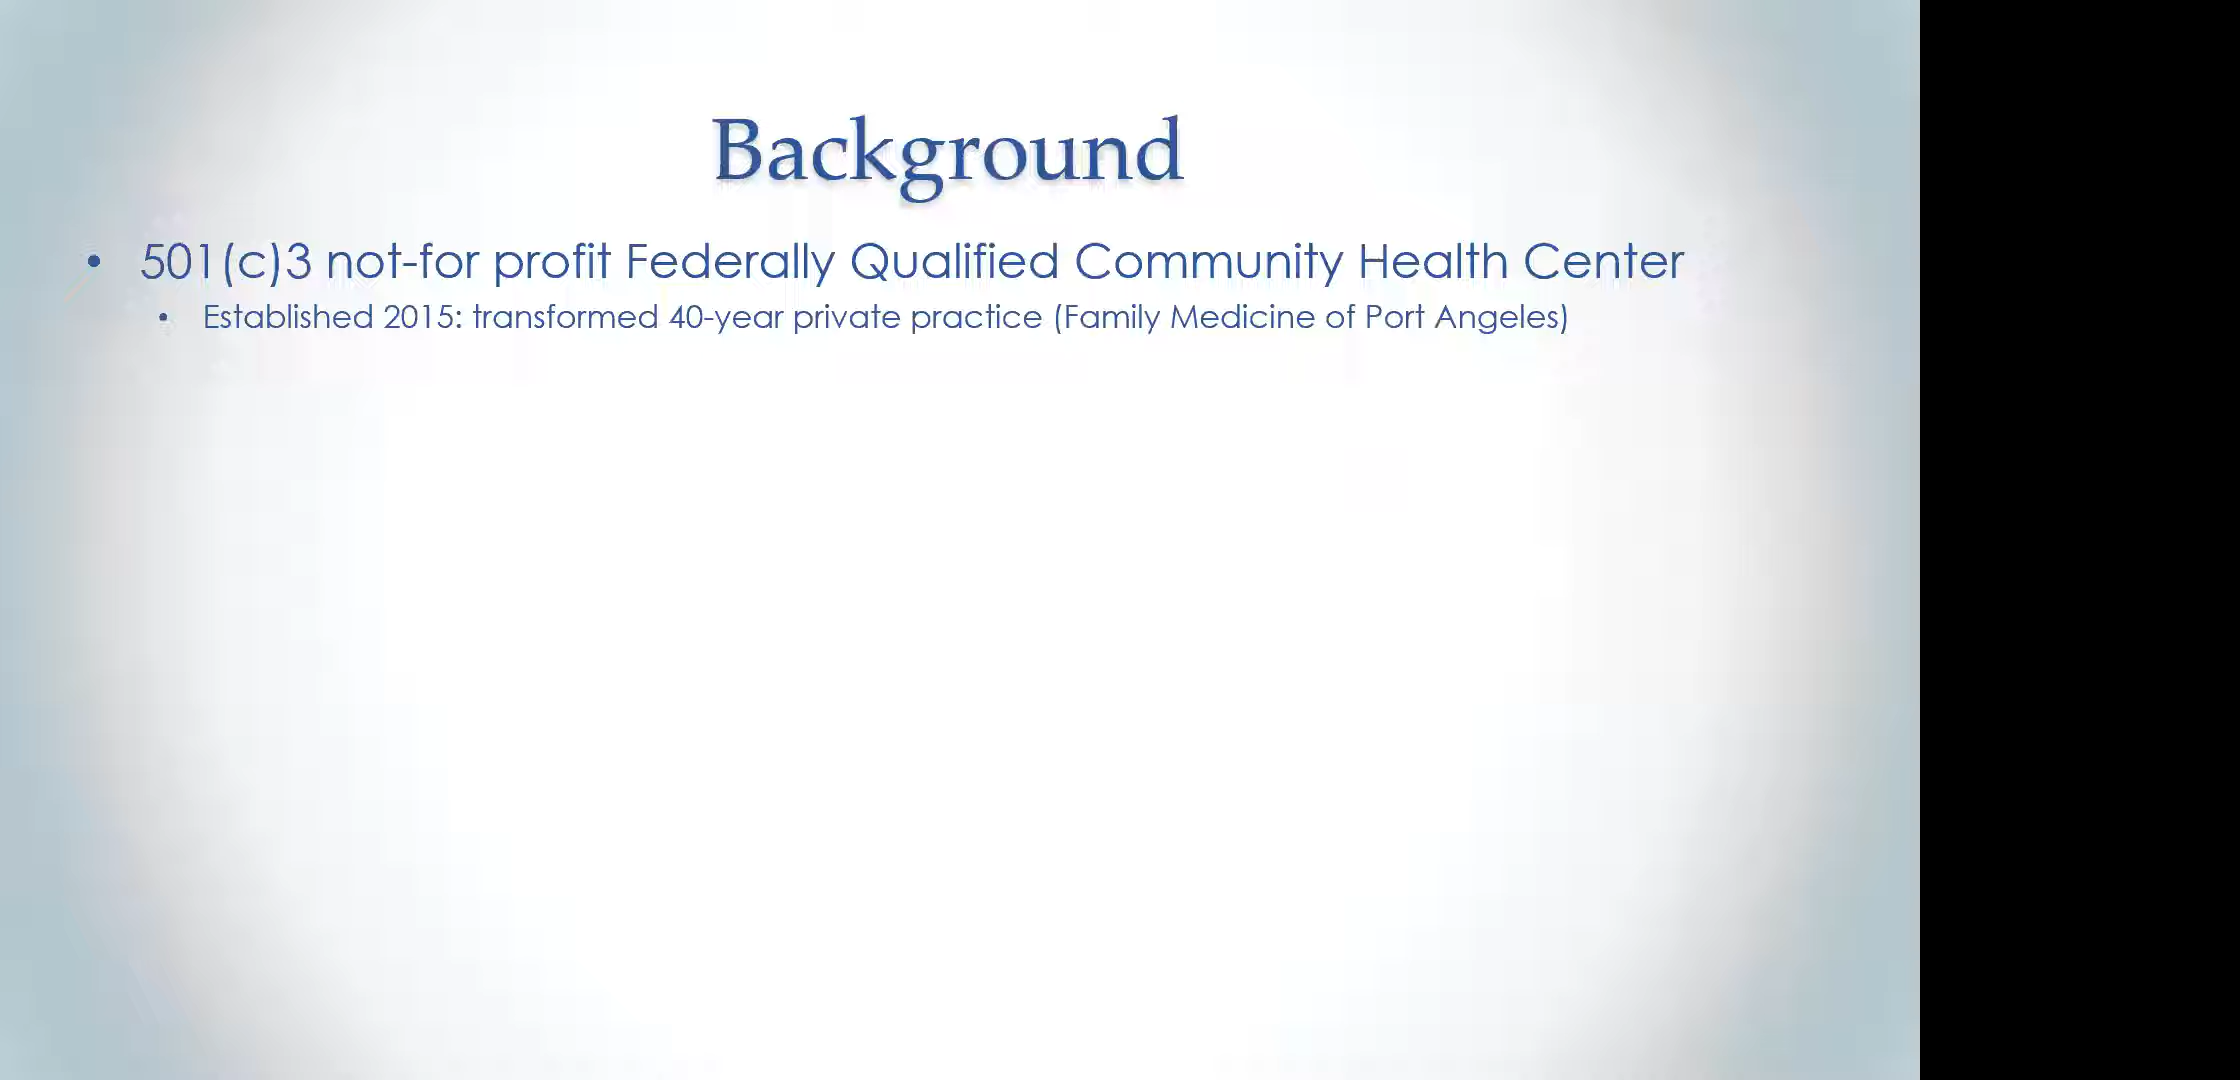 Background
• 501(c)3 not-for profit Federally Qualified Community Health Center
• Established 2015: transformed 40-year private practice (Family Medicine of Port Angeles)